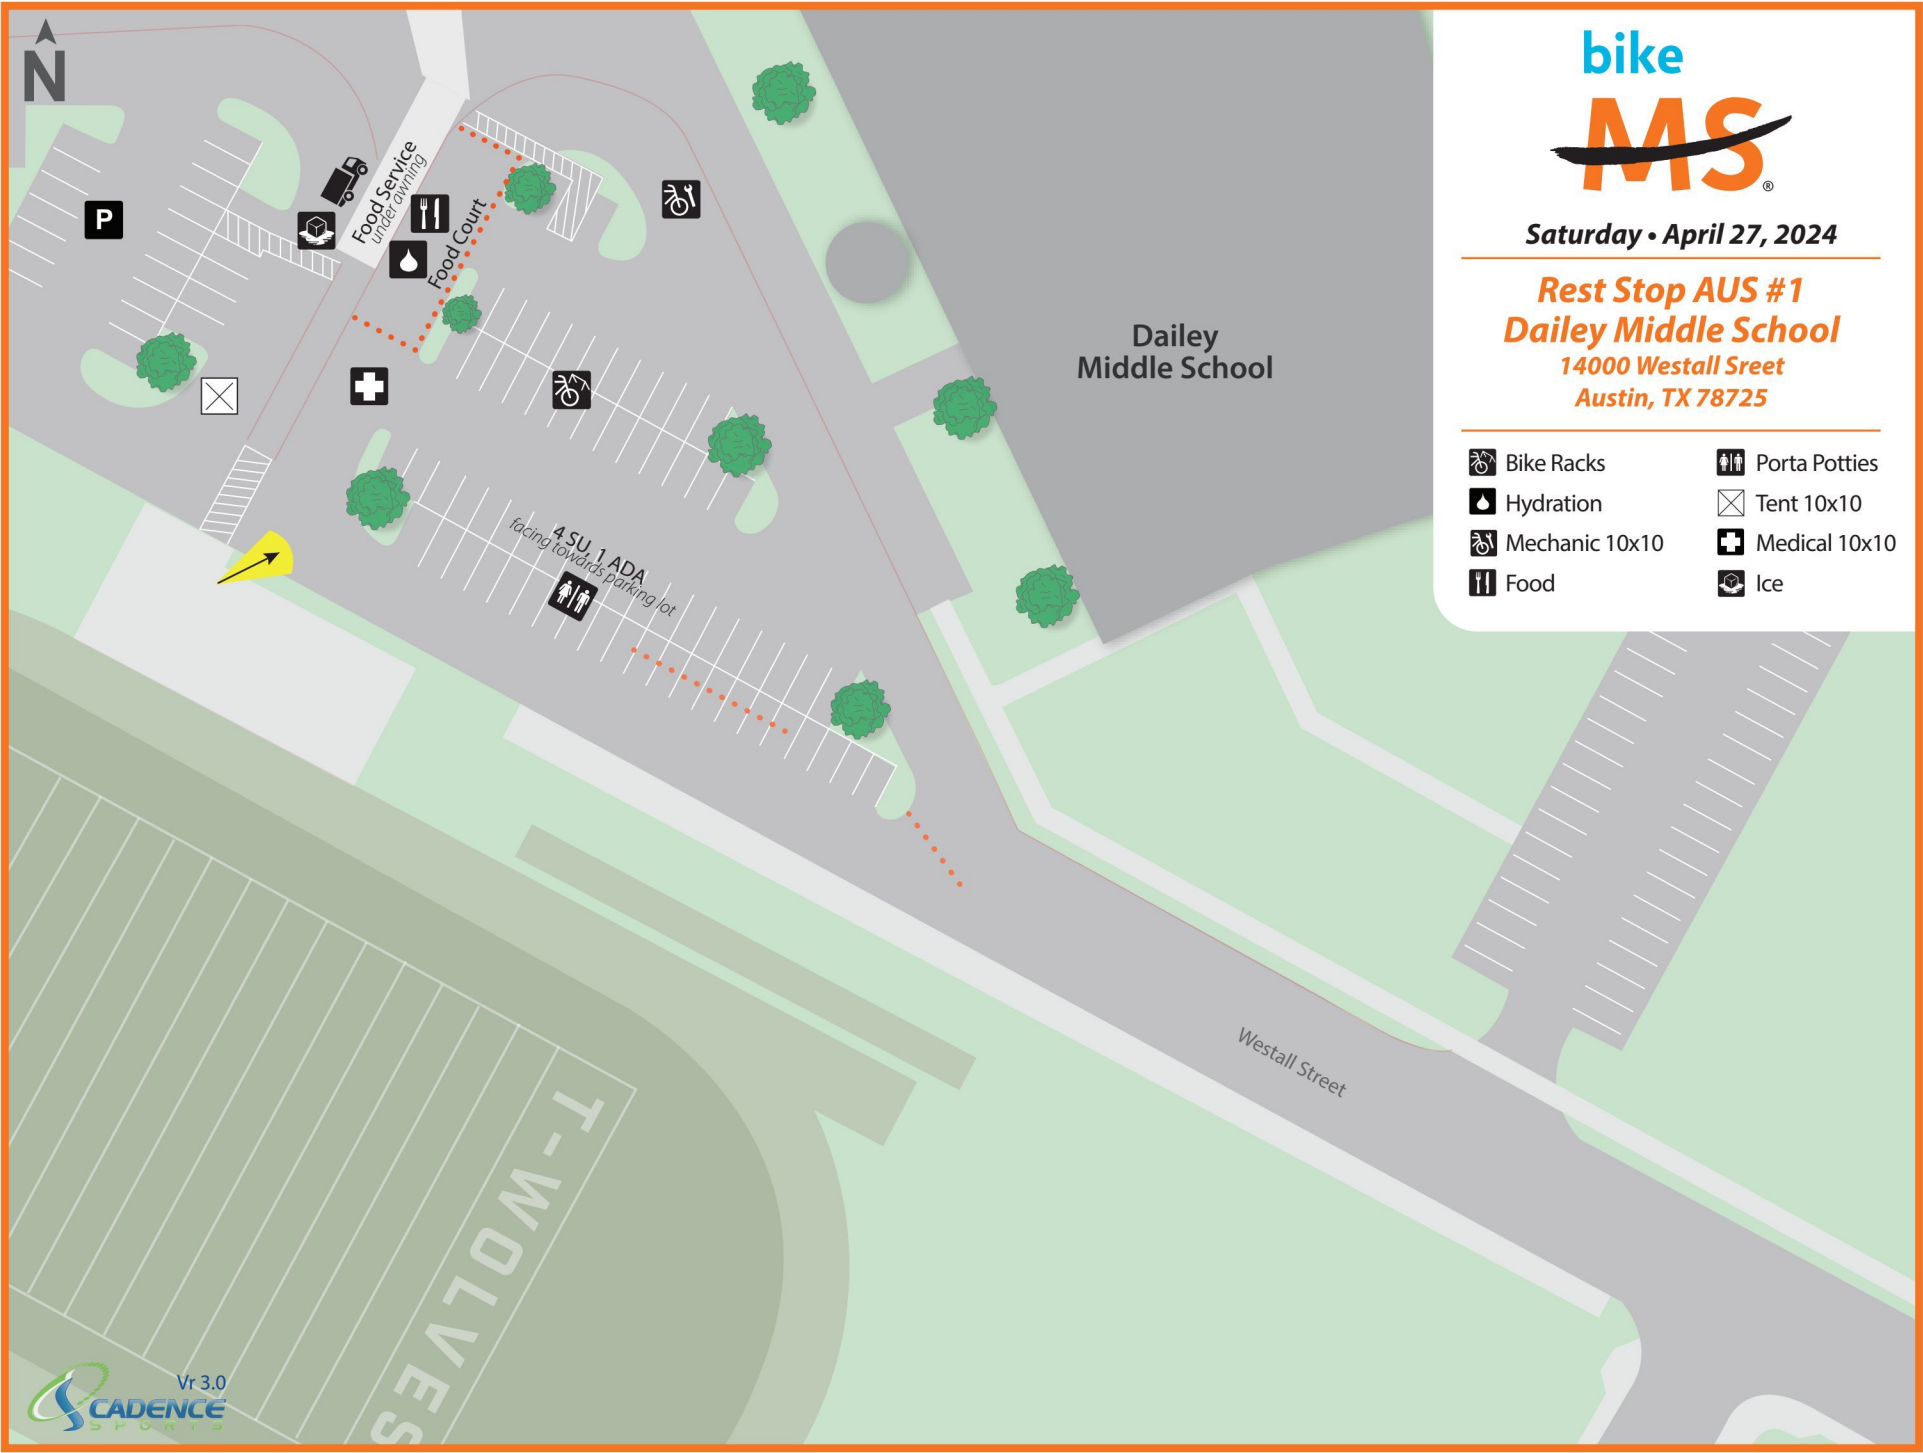 N
P
Food Service
under awning
Food Court
4 SU, 1 ADA
facing towards parking lot
Dailey
Middle School
Westall Street
T-WOLVES
bike
MS®
Saturday • April 27, 2024
Rest Stop AUS #1
Dailey Middle School
14000 Westall Sreet
Austin, TX 78725
Bike Racks
Hydration
Mechanic 10x10
Food
Porta Potties
Tent 10x10
Medical 10x10
Ice
Vr 3.0
CADENCE
SPORTS